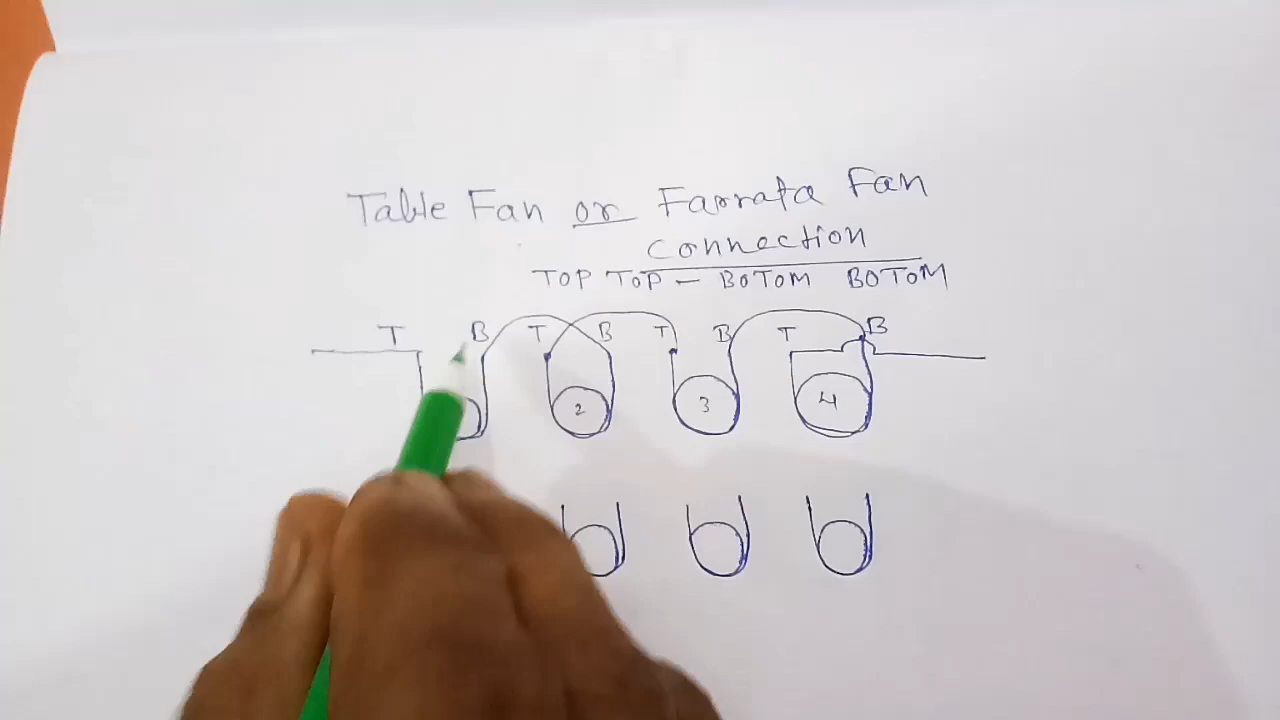 Table Fan or Farrata Fan
Connection
TOP TOP - BOTOM BOTOM
T B T B T B T B
2 3 4